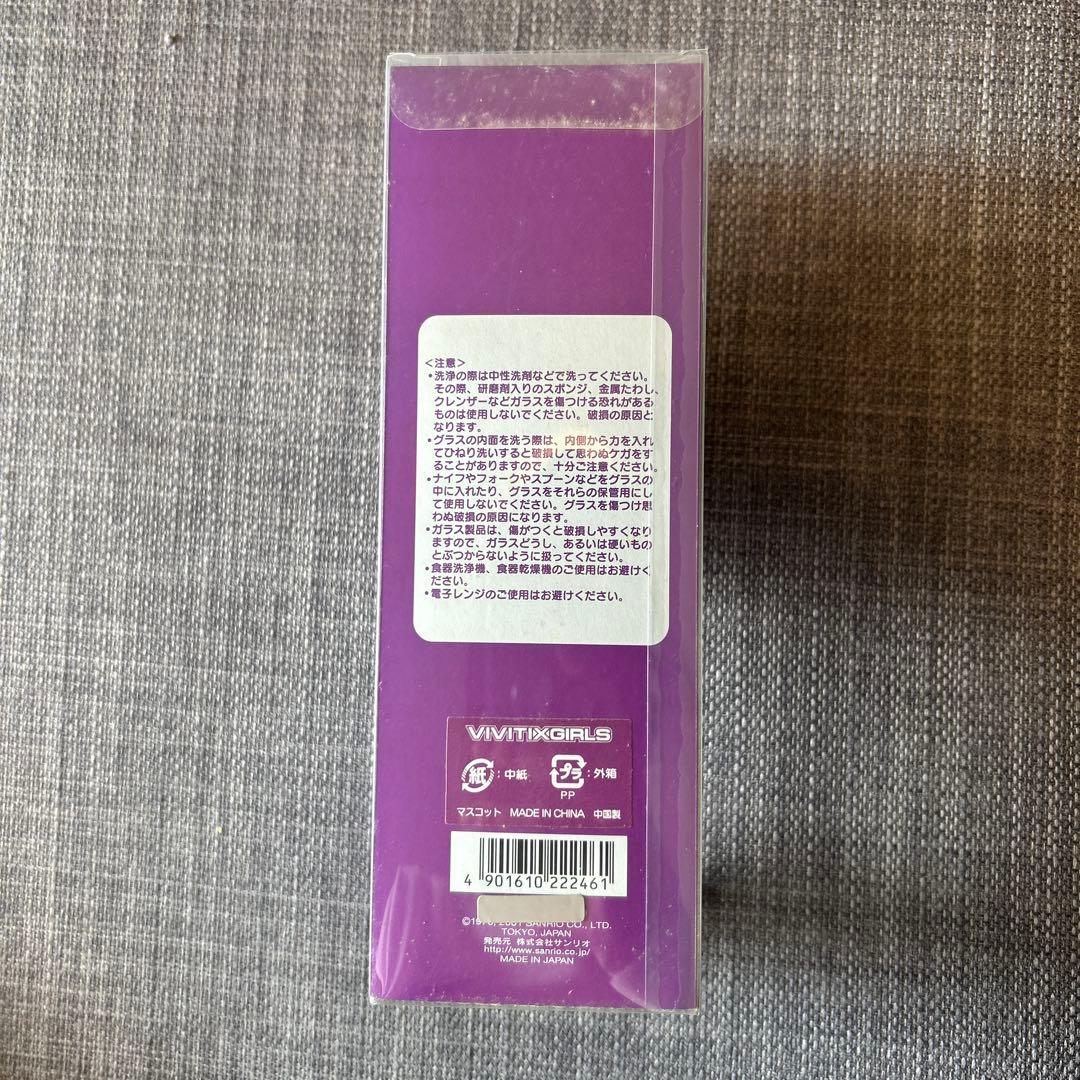 <注意>
•洗浄の際は中性洗剤などで洗ってください。
その際、研磨剤入りのスポンジ、金属たわし、
クレンザーなどガラスを傷つける恐れがある
ものは使用しないでください。破損の原因と
なります。
•グラスの内面を洗う際は、内側から力を入れ
てひねり洗いすると破損して思わぬケガをす
ることがありますので、十分ご注意ください。
•ナイフやフォークやスプーンなどをグラスの
中に入れたり、グラスをそれらの保管用にし
て使用しないでください。グラスを傷つけ思
わぬ破損の原因になります。
•ガラス製品は、傷がつくと破損しやすくなり
ますので、ガラスどうし、あるいは硬いもの
とぶつからないように扱ってください。
•食器洗浄機、食器乾燥機のご使用はお避けく
ださい。
•電子レンジのご使用はお避けください。
VIVITIXGIRLS
紙:中紙 プラ:外箱
PP
マスコット MADE IN CHINA 中国製
4 901610 222461
SANRIO CO., LTD.
TOKYO, JAPAN
発売元 株式会社サンリオ
http://www.sanrio.co.jp/
MADE IN JAPAN